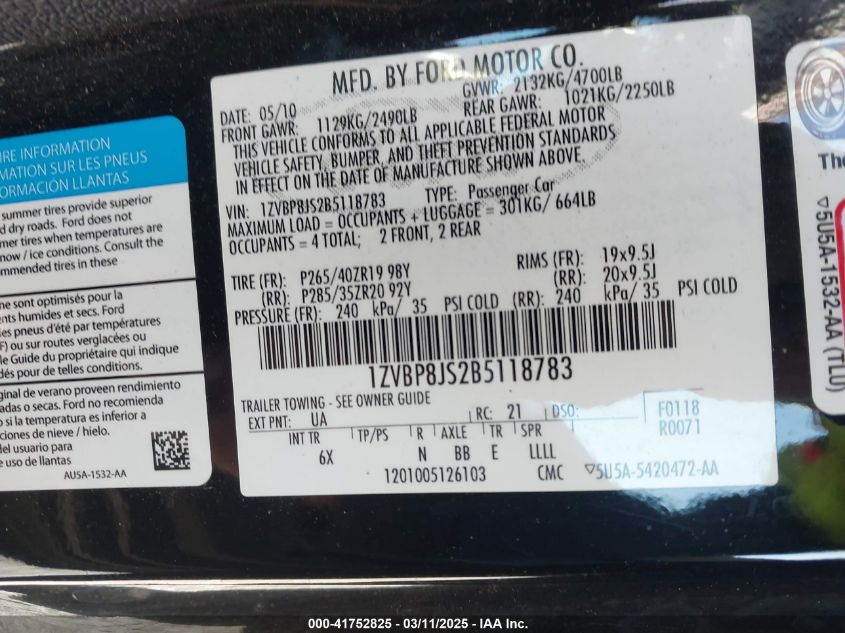 MFD. BY FORD MOTOR CO.
DATE: 05/10 GVWR: 2132KG/4700LB
FRONT GAWR: 1129KG/2490LB REAR GAWR: 1021KG/2250LB
THIS VEHICLE CONFORMS TO ALL APPLICABLE FEDERAL MOTOR
VEHICLE SAFETY, BUMPER, AND THEFT PREVENTION STANDARDS
IN EFFECT ON THE DATE OF MANUFACTURE SHOWN ABOVE.
VIN: 1ZVBP8JS2B5118783 TYPE: Passenger Car
MAXIMUM LOAD = OCCUPANTS + LUGGAGE = 301KG/ 664LB
OCCUPANTS = 4 TOTAL; 2 FRONT, 2 REAR
TIRE (FR): P265/40ZR19 98Y RIMS (FR): 19x9.5J
(RR): P285/35ZR20 92Y (RR): 20x9.5J
PRESSURE (FR): 240 kPa/ 35 PSI COLD (RR): 240 kPa/ 35 PSI COLD
1ZVBP8JS2B5118783
TRAILER TOWING - SEE OWNER GUIDE
EXT PNT: UA RC: 21 DSO: F0118
R0071
INT TR TP/PS R AXLE TR SPR
6X N BB E LLLL
1201005126103 CMC ▽5U5A-5420472-AA
IRE INFORMATION
MATION SUR LES PNEUS
FORMACIÓN LLANTAS
summer tires provide superior
d dry roads. Ford does not
mer tires when temperatures are
now / ice conditions. Consult the
mmended tires in these
ne sont optimisés pour la
ents humides et secs. Ford
les pneus d'été par températures
F) ou sur routes verglacées ou
le Guide du propriétaire qui indique
s pour de telles conditions.
iginal de verano proveen rendimiento
adas o secas. Ford no recomienda
si la temperatura es inferior a
ciones de nieve / hielo.
del usuario para
e uso de llantas
AU5A-1532-AA
The
▽5U5A-1532-AA (TLU)
000-41752825 / 03/11/2025 - IAA Inc.